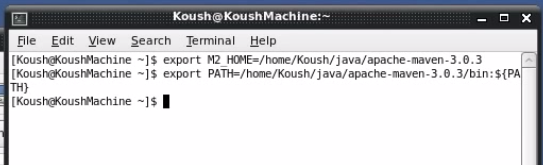 Koush@KoushMachine:~
File Edit View Search Terminal Help
[Koush@KoushMachine ~]$ export M2_HOME=/home/Koush/java/apache-maven-3.0.3
[Koush@KoushMachine ~]$ export PATH=/home/Koush/java/apache-maven-3.0.3/bin:${PA
TH}
[Koush@KoushMachine ~]$